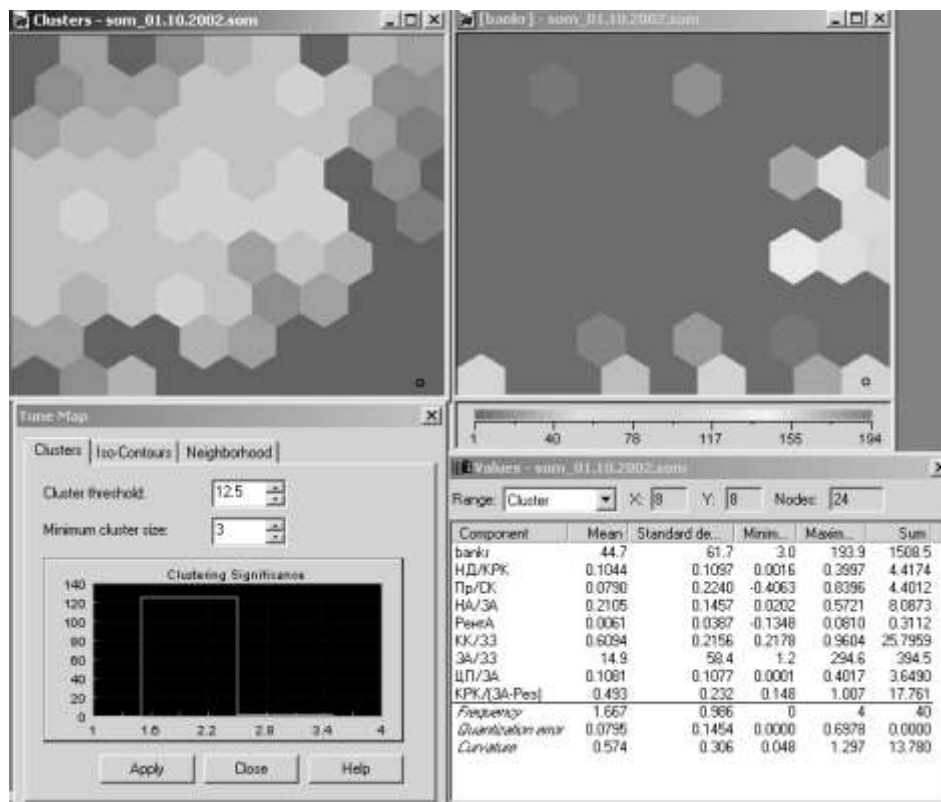 Clusters - som_01.10.2002.som
[bankr] - som_01.10.2002.som
1 40 78 117 155 194
Tune Map
Clusters Iso-Contours Neighborhood
Cluster threshold: 12.5
Minimum cluster size: 3
Clustering Significance
140
120
100
80
60
40
20
0
1 1.6 2.2 2.8 3.4 4
Apply Close Help
Values - som_01.10.2002.som
Range: Cluster X: 8 Y: 8 Nodes: 24
Component Mean Standard de... Minim... Maxim... Sum
bankr 44.7 61.7 3.0 193.9 1508.5
НД/КРК 0.1044 0.1097 0.0016 0.3997 4.4174
Пр/СК 0.0790 0.2240 -0.4063 0.8396 4.4012
НА/ЗА 0.2105 0.1457 0.0202 0.5721 8.0873
РентА 0.0061 0.0387 -0.1348 0.0810 0.3112
КК/ЗЗ 0.6094 0.2156 0.2178 0.9604 25.7959
ЗА/ЗЗ 14.9 58.4 1.2 294.6 394.5
ЦП/ЗА 0.1081 0.1077 0.0001 0.4017 3.6490
КРК/(ЗА-Рез) 0.493 0.232 0.148 1.007 17.761
Frequency 1.667 0.986 0 4 40
Quantization error 0.0795 0.1454 0.0000 0.6978 0.0000
Curvature 0.574 0.306 0.048 1.297 13.780